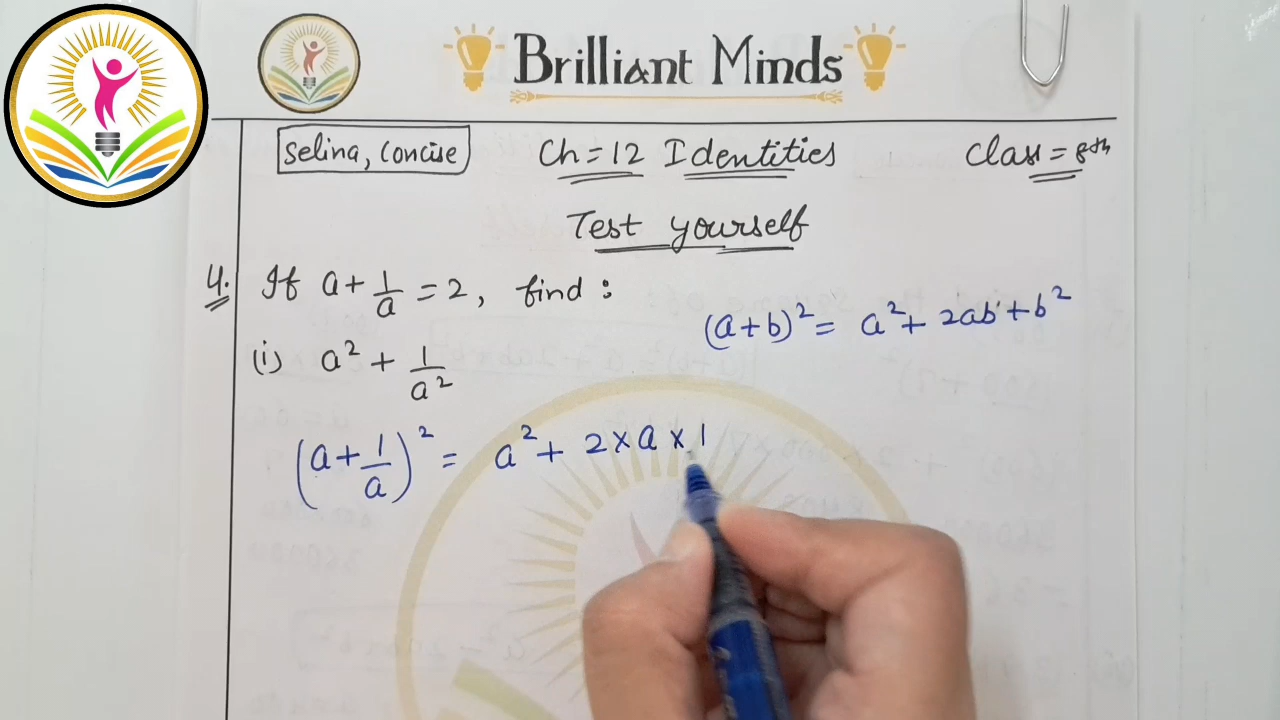 Brilliant Minds
Selina, Concise Ch = 12 Identities Class = 8th
Test yourself
4. If a + 1/a = 2, find :
(a+b)² = a² + 2ab + b²
(i) a² + 1/a²
(a + 1/a)² = a² + 2 × a × 1